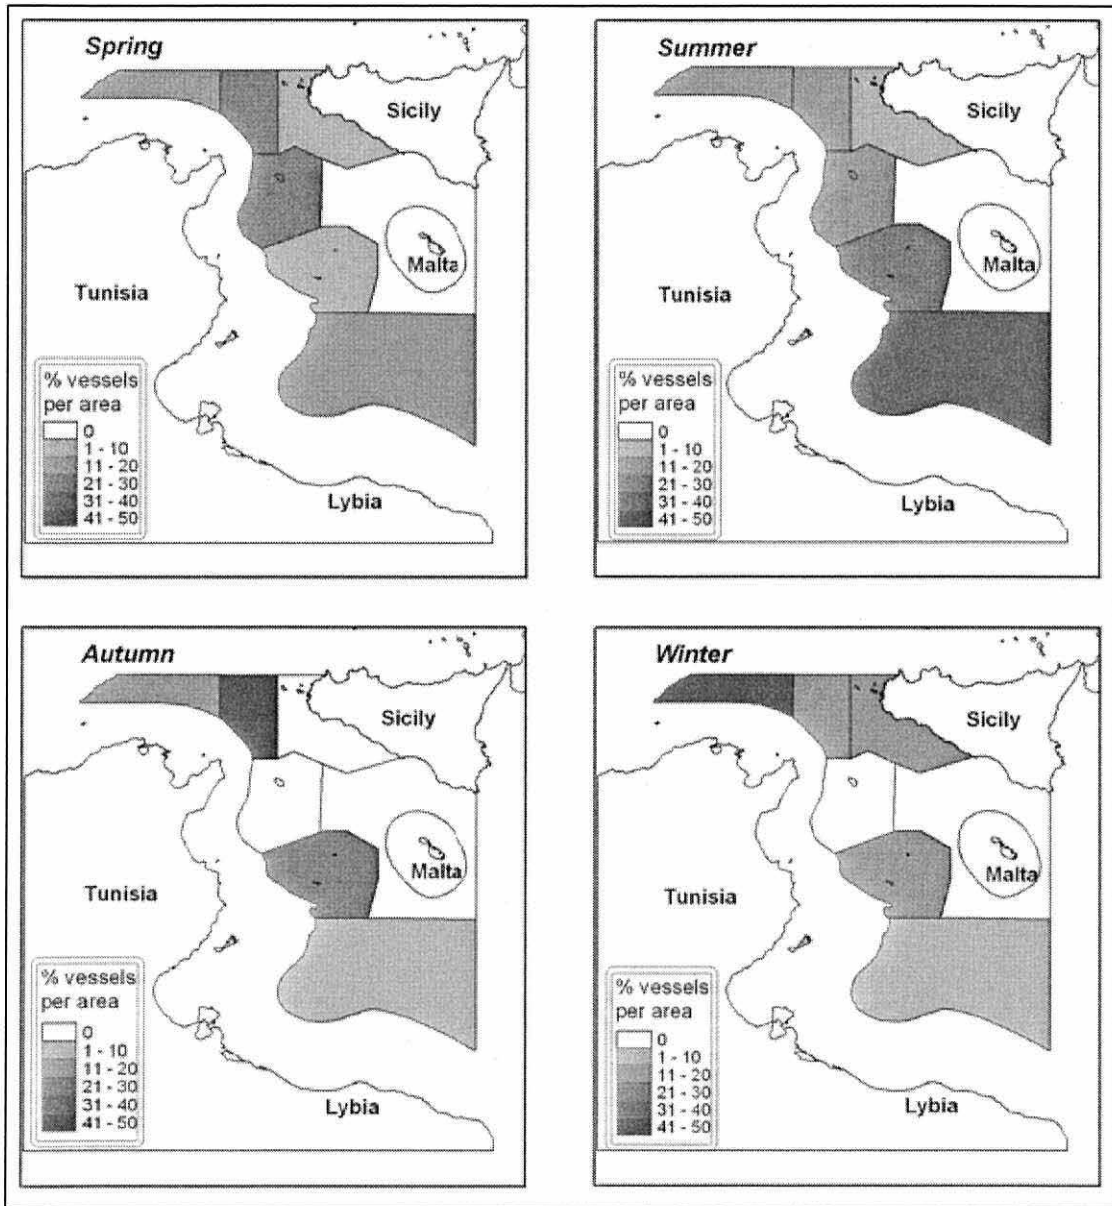 Spring
Sicily
Malta
Tunisia
% vessels
per area
0
1 - 10
11 - 20
21 - 30
31 - 40
41 - 50
Lybia
Summer
Sicily
Malta
Tunisia
% vessels
per area
0
1 - 10
11 - 20
21 - 30
31 - 40
41 - 50
Lybia
Autumn
Sicily
Malta
Tunisia
% vessels
per area
0
1 - 10
11 - 20
21 - 30
31 - 40
41 - 50
Lybia
Winter
Sicily
Malta
Tunisia
% vessels
per area
0
1 - 10
11 - 20
21 - 30
31 - 40
41 - 50
Lybia